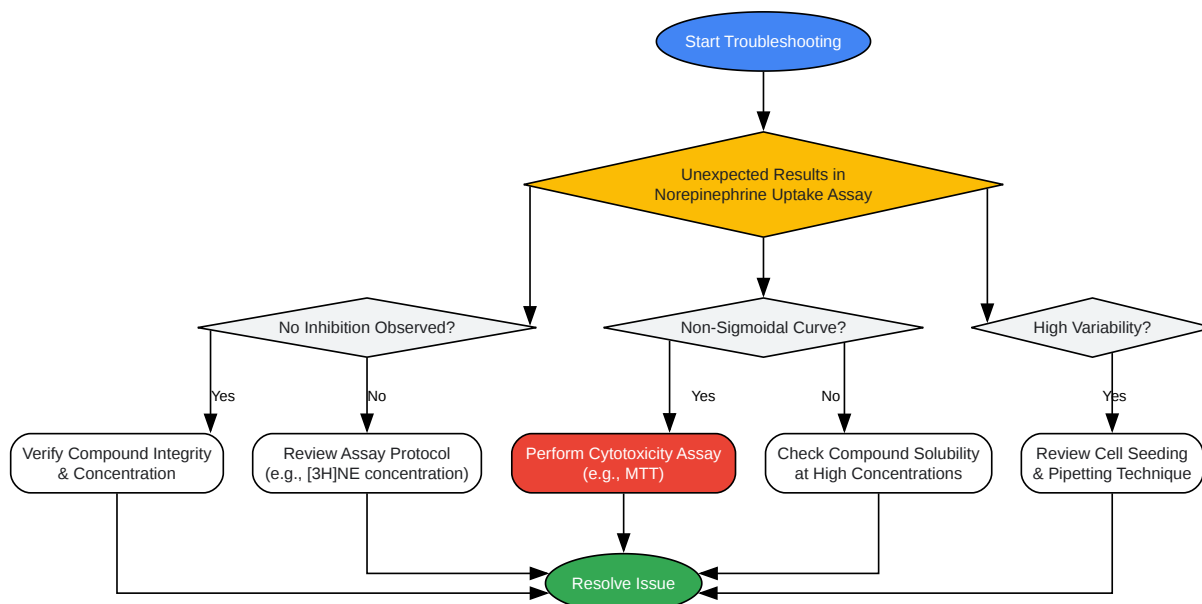 Start Troubleshooting
Unexpected Results in
Norepinephrine Uptake Assay
No Inhibition Observed?
Non-Sigmoidal Curve?
High Variability?
Yes
No
Yes
No
Yes
Verify Compound Integrity
& Concentration
Review Assay Protocol
(e.g., [3H]NE concentration)
Perform Cytotoxicity Assay
(e.g., MTT)
Check Compound Solubility
at High Concentrations
Review Cell Seeding
& Pipetting Technique
Resolve Issue